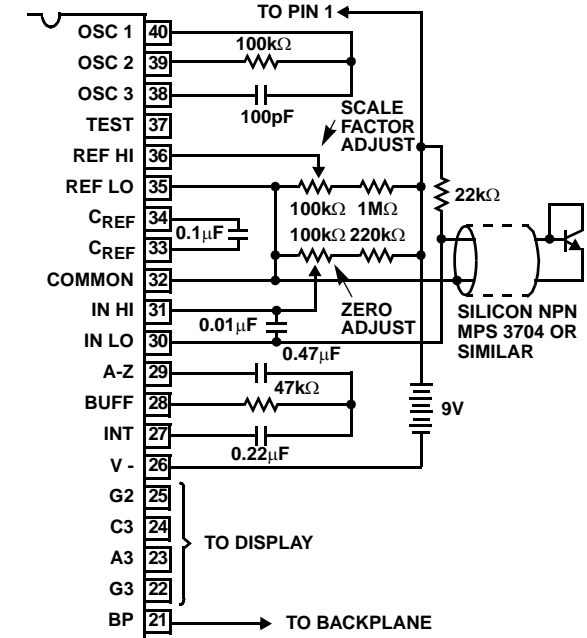 TO PIN 1
OSC 1 40
100kΩ
OSC 2 39
OSC 3 38
100pF
TEST 37
SCALE
FACTOR
ADJUST
REF HI 36
REF LO 35
100kΩ 1MΩ
22kΩ
CREF 34
0.1μF
CREF 33
100kΩ 220kΩ
COMMON 32
IN HI 31
0.01μF
ZERO
ADJUST
IN LO 30
SILICON NPN
MPS 3704 OR
SIMILAR
0.47μF
A-Z 29
47kΩ
BUFF 28
9V
INT 27
0.22μF
V - 26
G2 25
C3 24
TO DISPLAY
A3 23
G3 22
BP 21
TO BACKPLANE